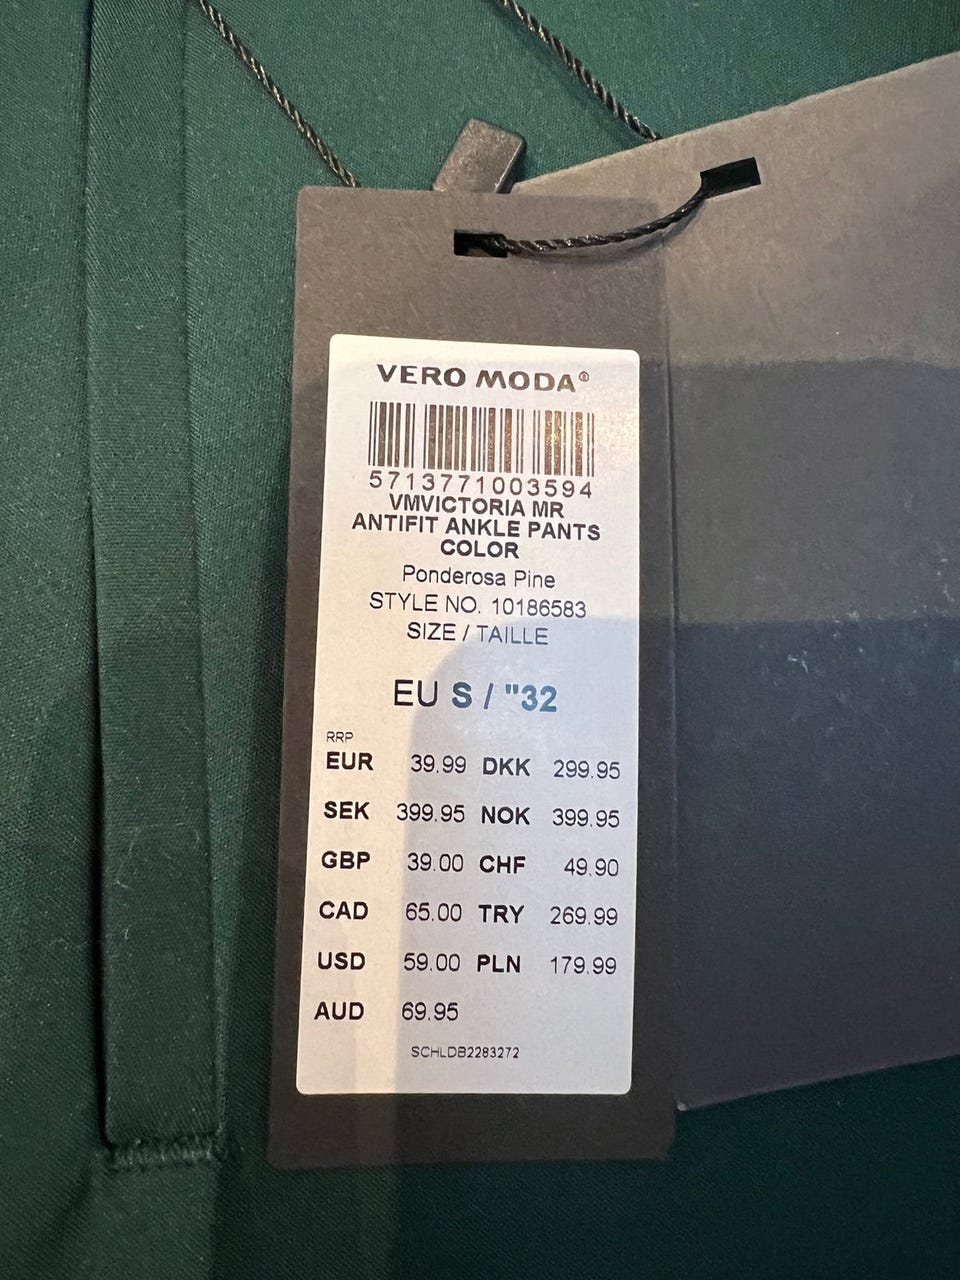 VERO MODA®
5713771003594
VMVICTORIA MR
ANTIFIT ANKLE PANTS
COLOR
Ponderosa Pine
STYLE NO. 10186583
SIZE / TAILLE
EU S / "32
RRP
EUR 39.99 DKK 299.95
SEK 399.95 NOK 399.95
GBP 39.00 CHF 49.90
CAD 65.00 TRY 269.99
USD 59.00 PLN 179.99
AUD 69.95
SCHLDB2283272